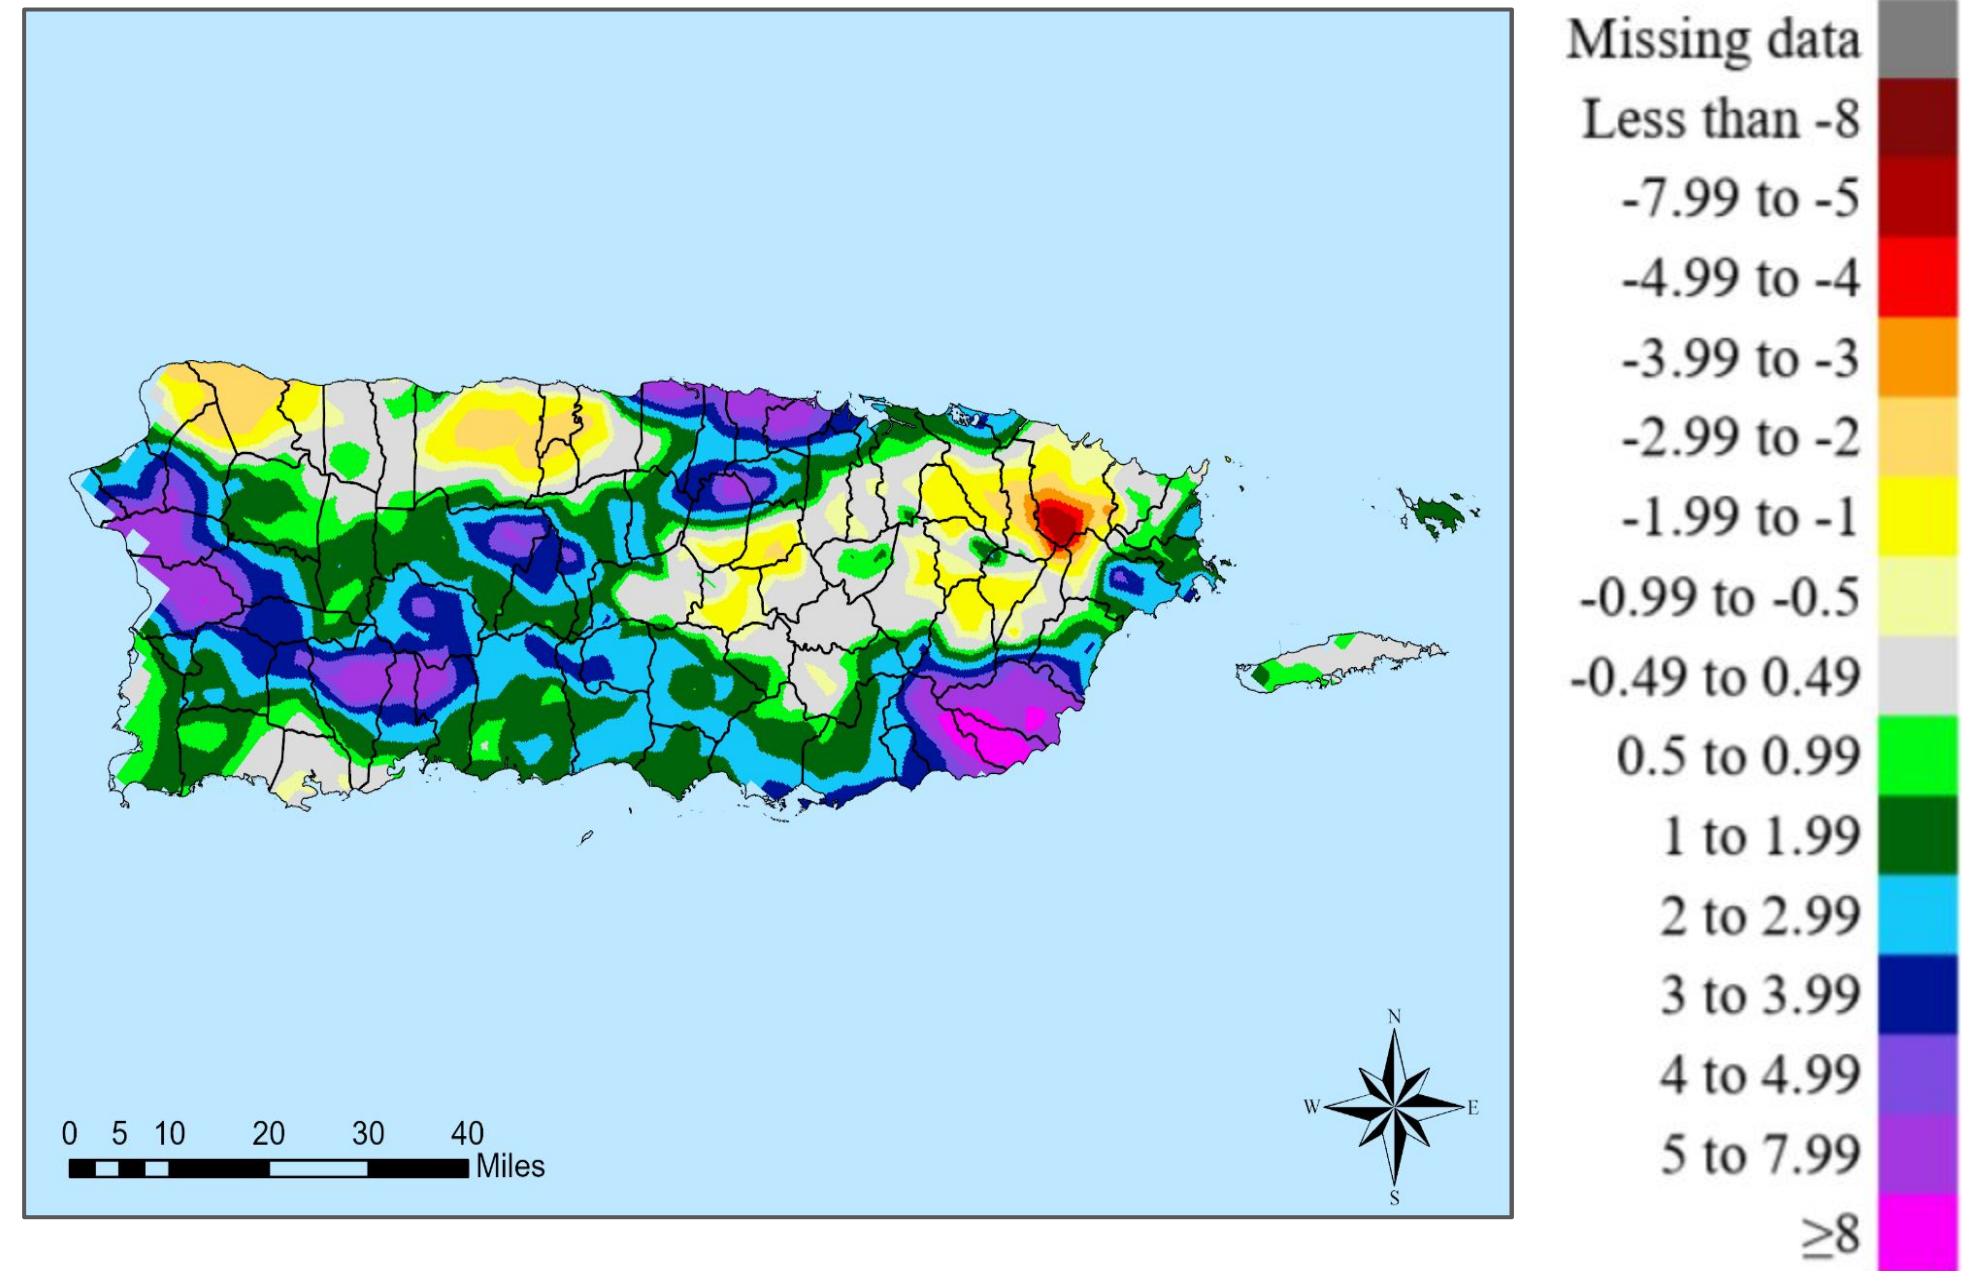 Missing data
Less than -8
-7.99 to -5
-4.99 to -4
-3.99 to -3
-2.99 to -2
-1.99 to -1
-0.99 to -0.5
-0.49 to 0.49
0.5 to 0.99
1 to 1.99
2 to 2.99
3 to 3.99
4 to 4.99
5 to 7.99
≥8
N
W E
S
0 5 10 20 30 40
Miles